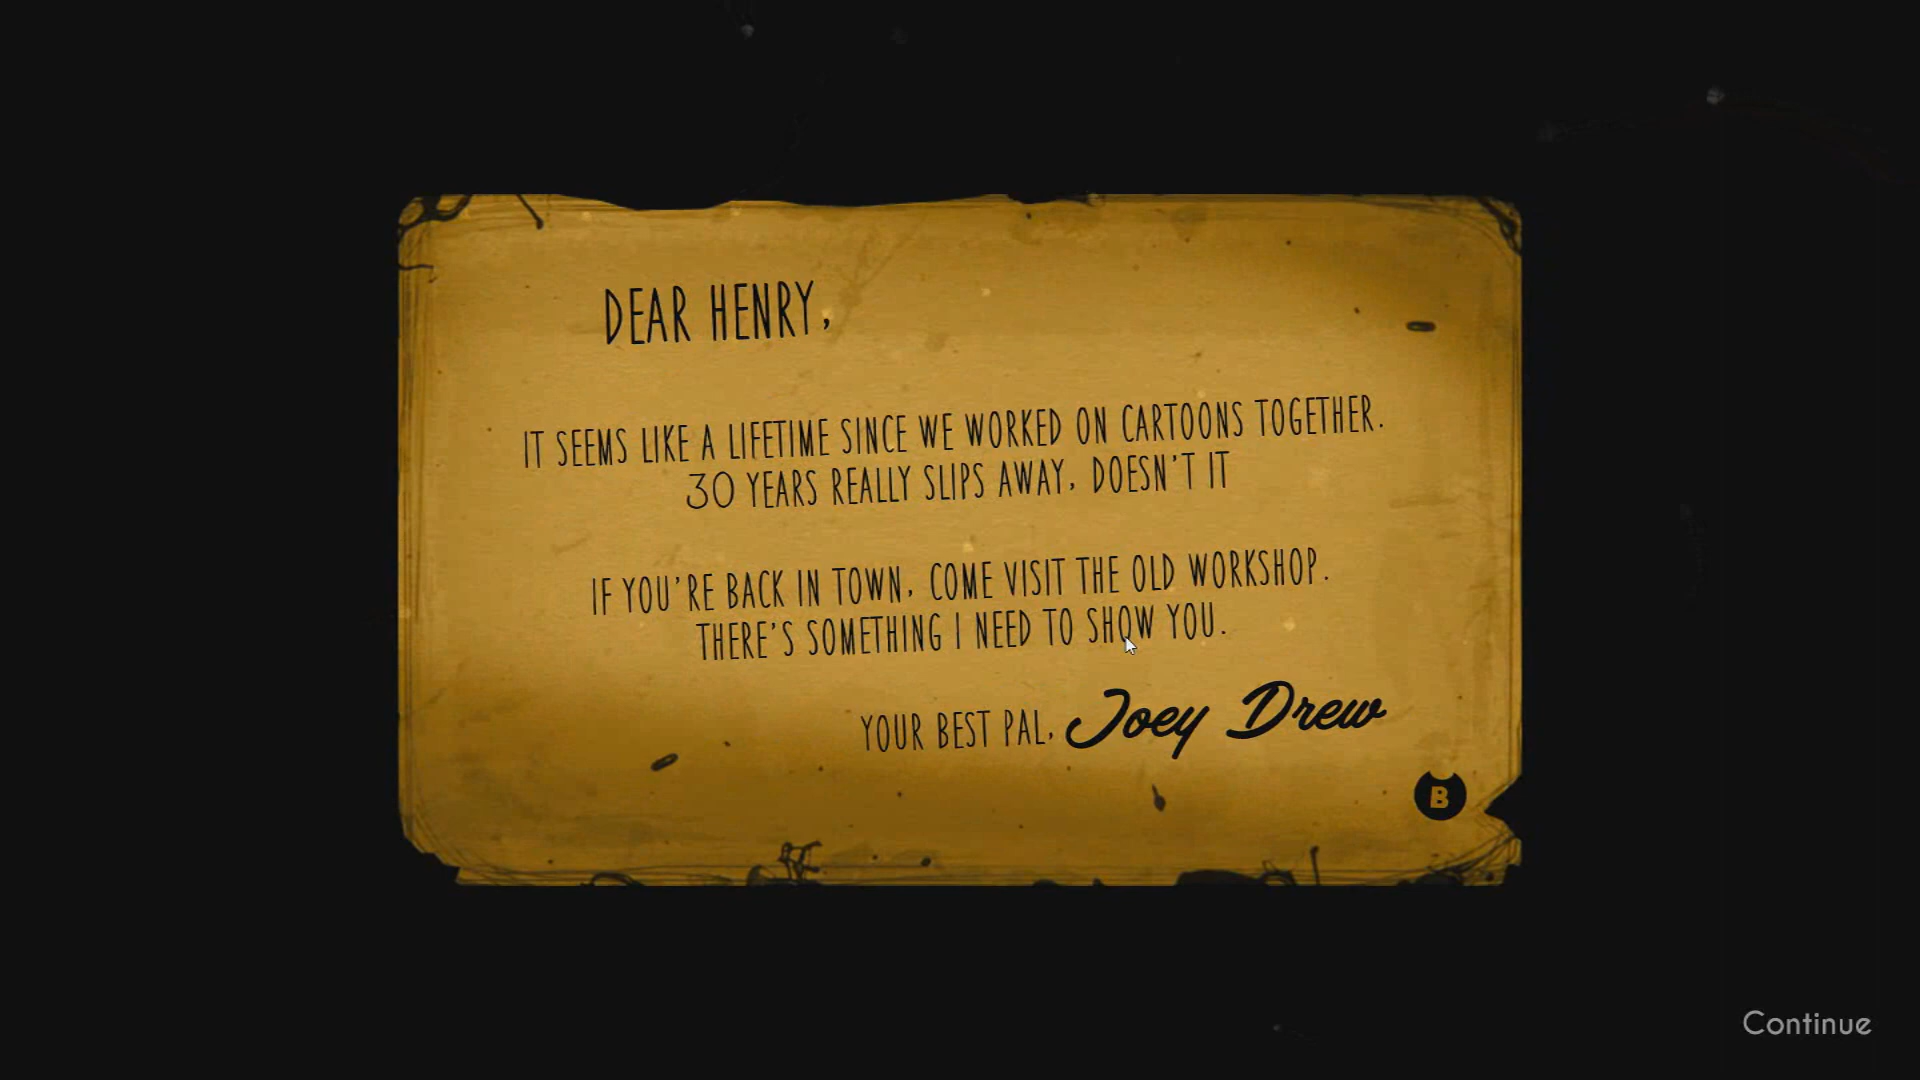 DEAR HENRY,
IT SEEMS LIKE A LIFETIME SINCE WE WORKED ON CARTOONS TOGETHER.
30 YEARS REALLY SLIPS AWAY, DOESN'T IT
IF YOU'RE BACK IN TOWN, COME VISIT THE OLD WORKSHOP.
THERE'S SOMETHING I NEED TO SHOW YOU.
YOUR BEST PAL, Joey Drew
B
Continue